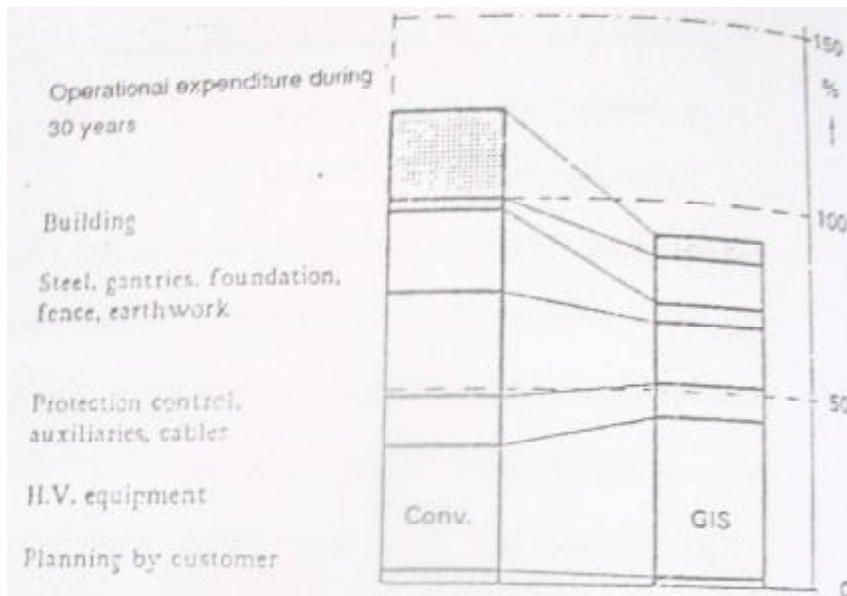 Operational expenditure during
30 years
Building
Steel, gantries, foundation,
fence, earthwork
Protection control,
auxiliaries, cables
H.V. equipment
Planning by customer
Conv.
GIS
150
%
100
50
0